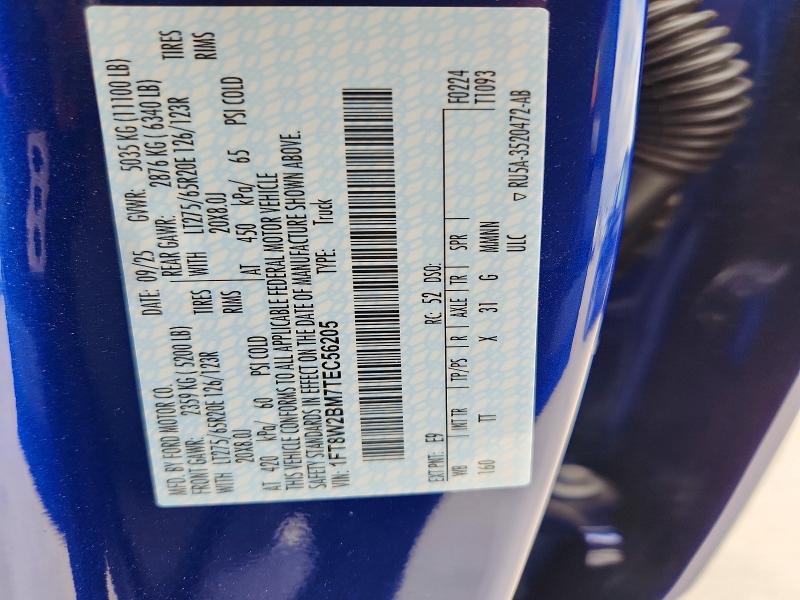 MFD. BY FORD MOTOR CO. DATE: 09/25 GVWR: 5035 KG (11100 LB)
FRONT GAWR: 2359 KG (5200 LB) REAR GAWR: 2876 KG (6340 LB)
WITH LT275/65R20E 126/123R TIRES WITH LT275/65R20E 126/123R TIRES
20X8.0J RIMS 20X8.0J RIMS
AT 420 kPa/ 60 PSI COLD AT 450 kPa/ 65 PSI COLD
THIS VEHICLE CONFORMS TO ALL APPLICABLE FEDERAL MOTOR VEHICLE
SAFETY STANDARDS IN EFFECT ON THE DATE OF MANUFACTURE SHOWN ABOVE.
VIN: 1FT8W2BM7TEC56205 TYPE: Truck
EXT PNT: E9 RC: 52 DSO: F0224
WB INT TR TP/PS R AXLE TR SPR T1093
160 TT X 31 G MMMNN
ULC ▽ RU5A-3520472-AB